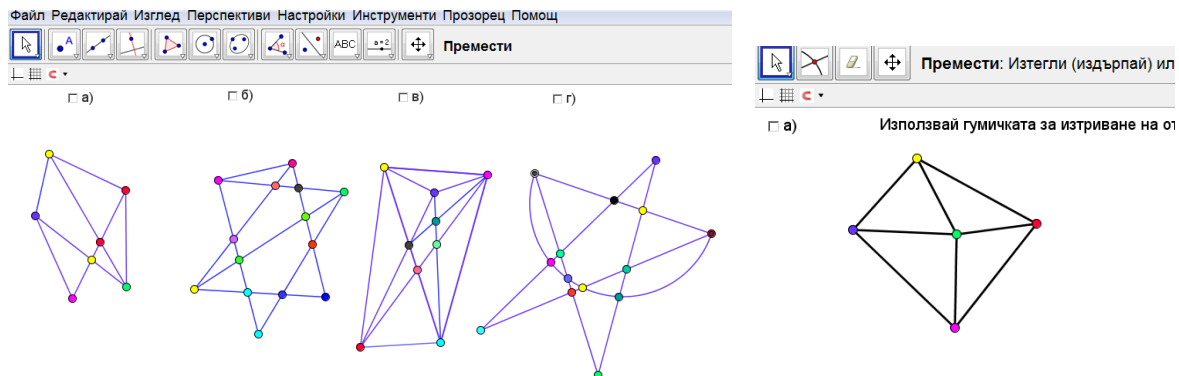 Файл Редактирай Изглед Перспективи Настройки Инструменти Прозорец Помощ
A α ABC a=2 Премести
а) б) в) г)
Премести: Изтегли (издърпай) ил
а) Използвай гумичката за изтриване на от